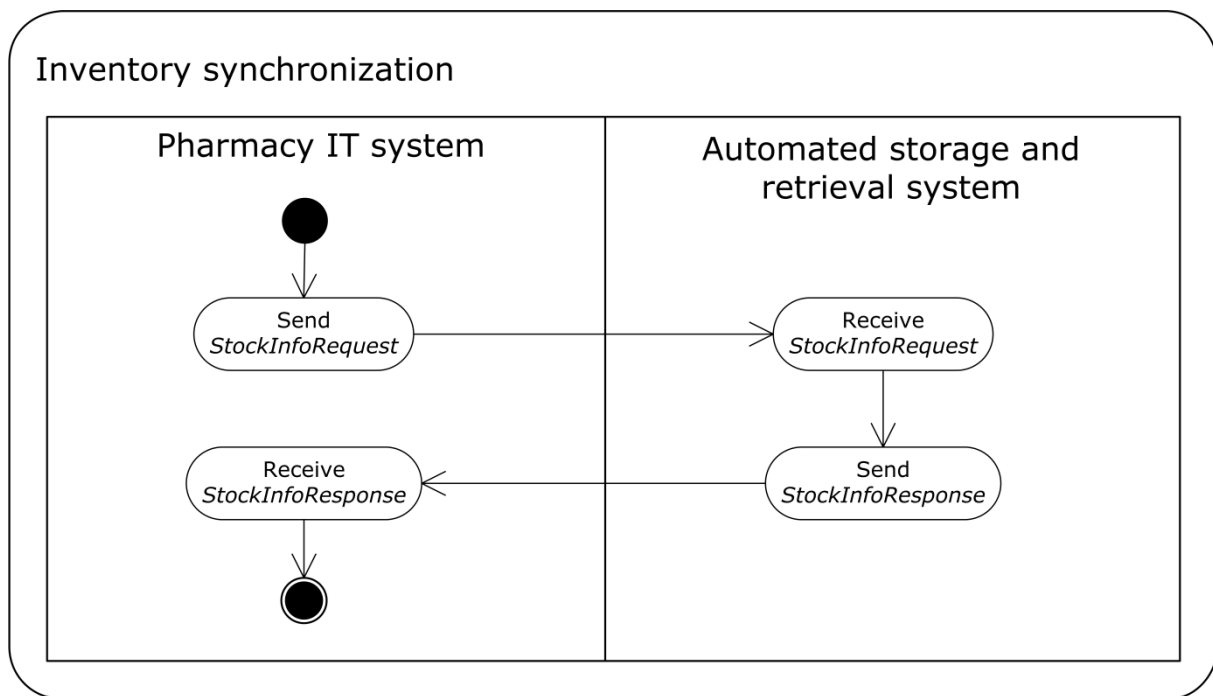 Inventory synchronization
Pharmacy IT system
Automated storage and
retrieval system
Send
StockInfoRequest
Receive
StockInfoRequest
Receive
StockInfoResponse
Send
StockInfoResponse